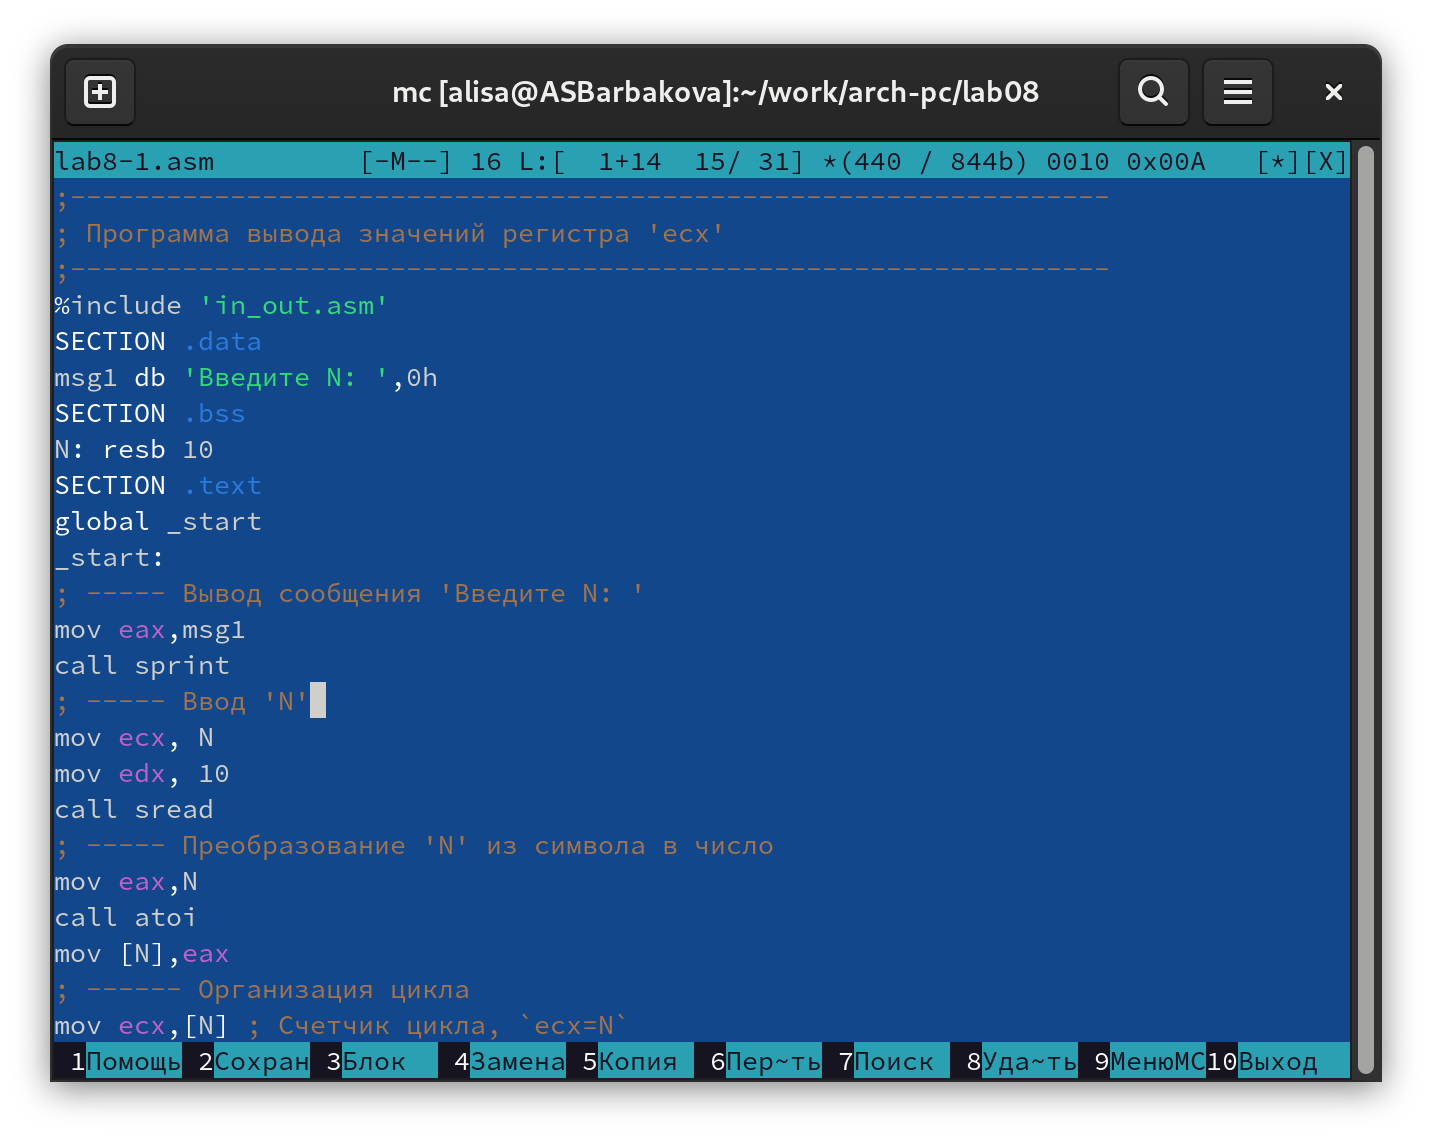 mc [alisa@ASBarbakova]:~/work/arch-pc/lab08
lab8-1.asm [-M--] 16 L:[ 1+14 15/ 31] *(440 / 844b) 0010 0x00A [*][X]
;-----------------------------------------------------------------
; Программа вывода значений регистра 'ecx'
;-----------------------------------------------------------------
%include 'in_out.asm'
SECTION .data
msg1 db 'Введите N: ',0h
SECTION .bss
N: resb 10
SECTION .text
global _start
_start:
; ----- Вывод сообщения 'Введите N: '
mov eax,msg1
call sprint
; ----- Ввод 'N'
mov ecx, N
mov edx, 10
call sread
; ----- Преобразование 'N' из символа в число
mov eax,N
call atoi
mov [N],eax
; ------ Организация цикла
mov ecx,[N] ; Счетчик цикла, `ecx=N`
1Помощь 2Сохран 3Блок 4Замена 5Копия 6Пер~ть 7Поиск 8Уда~ть 9МенюMC 10Выход